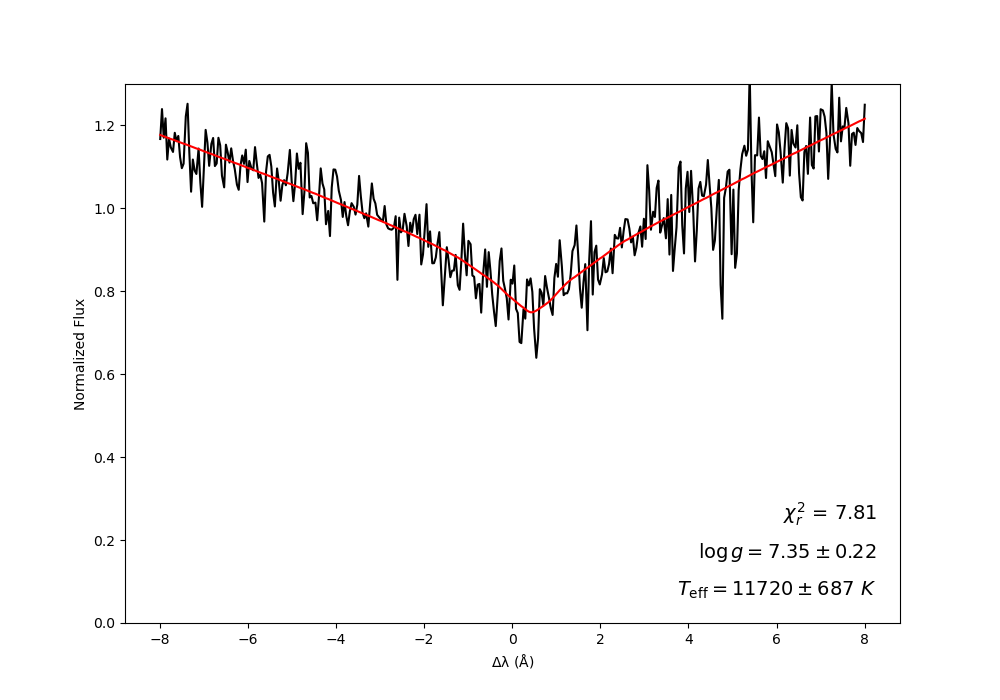 1.2
1.0
0.8
0.6
0.4
0.2
0.0
Normalized Flux
χ²ᵣ = 7.81
log g = 7.35 ± 0.22
T_eff = 11720 ± 687 K
−8 −6 −4 −2 0 2 4 6 8
Δλ (Å)